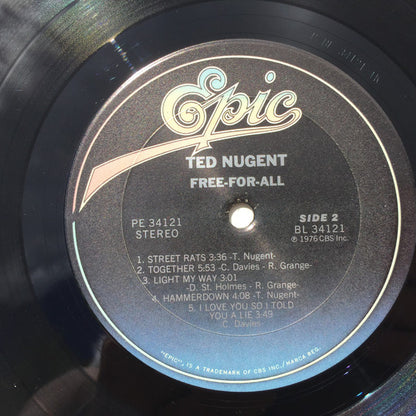 Epic
TED NUGENT
FREE-FOR-ALL
PE 34121
STEREO
SIDE 2
BL 34121
℗ 1976 CBS Inc.
1. STREET RATS 3:36 -T. Nugent-
2. TOGETHER 5:53 -C. Davies - R. Grange-
3. LIGHT MY WAY 3:01
-D. St. Holmes - R. Grange-
4. HAMMERDOWN 4:08 -T. Nugent-
5. I LOVE YOU SO I TOLD
YOU A LIE 3:49
C. Davies
"EPIC", IS A TRADEMARK OF CBS INC./MARCA REG.